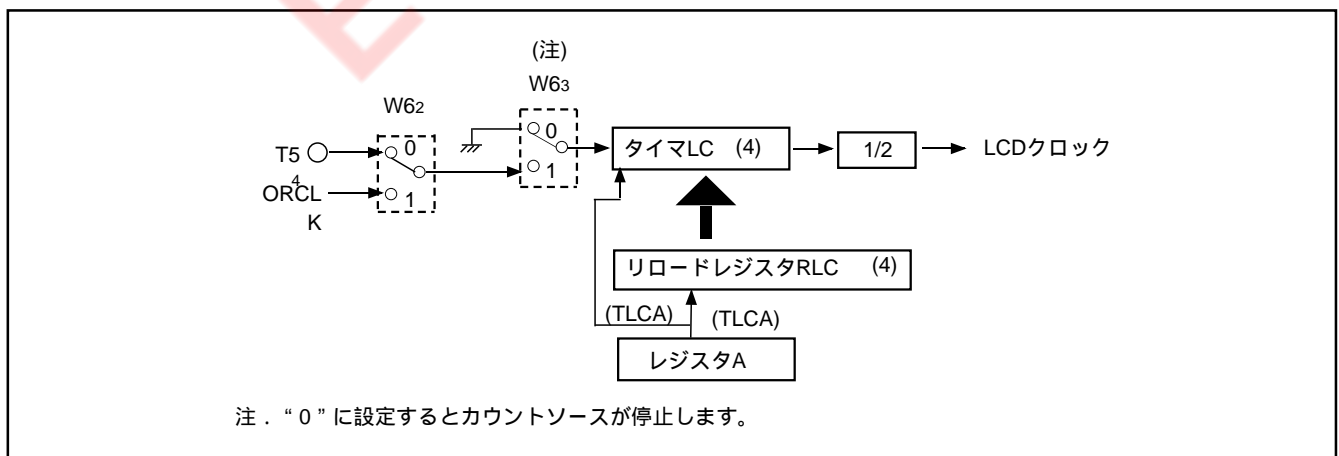 (注)
W63
W62
T5 0
4
ORCL 1
K
0
1
タイマLC (4)
1/2
LCDクロック
リロードレジスタRLC (4)
(TLCA) (TLCA)
レジスタA
注．“０”に設定するとカウントソースが停止します。